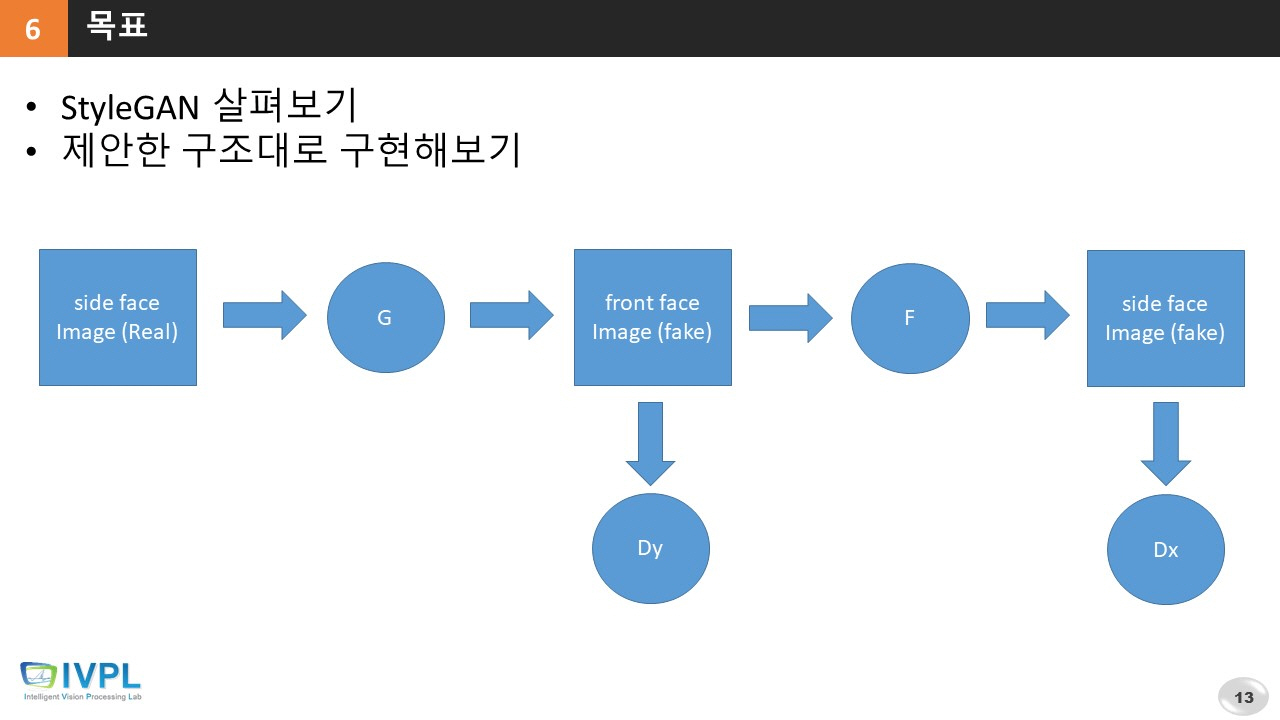 6
목표
• StyleGAN 살펴보기
• 제안한 구조대로 구현해보기
side face
Image (Real)
G
front face
Image (fake)
F
side face
Image (fake)
Dy
Dx
IVPL
Intelligent Vision Processing Lab
13